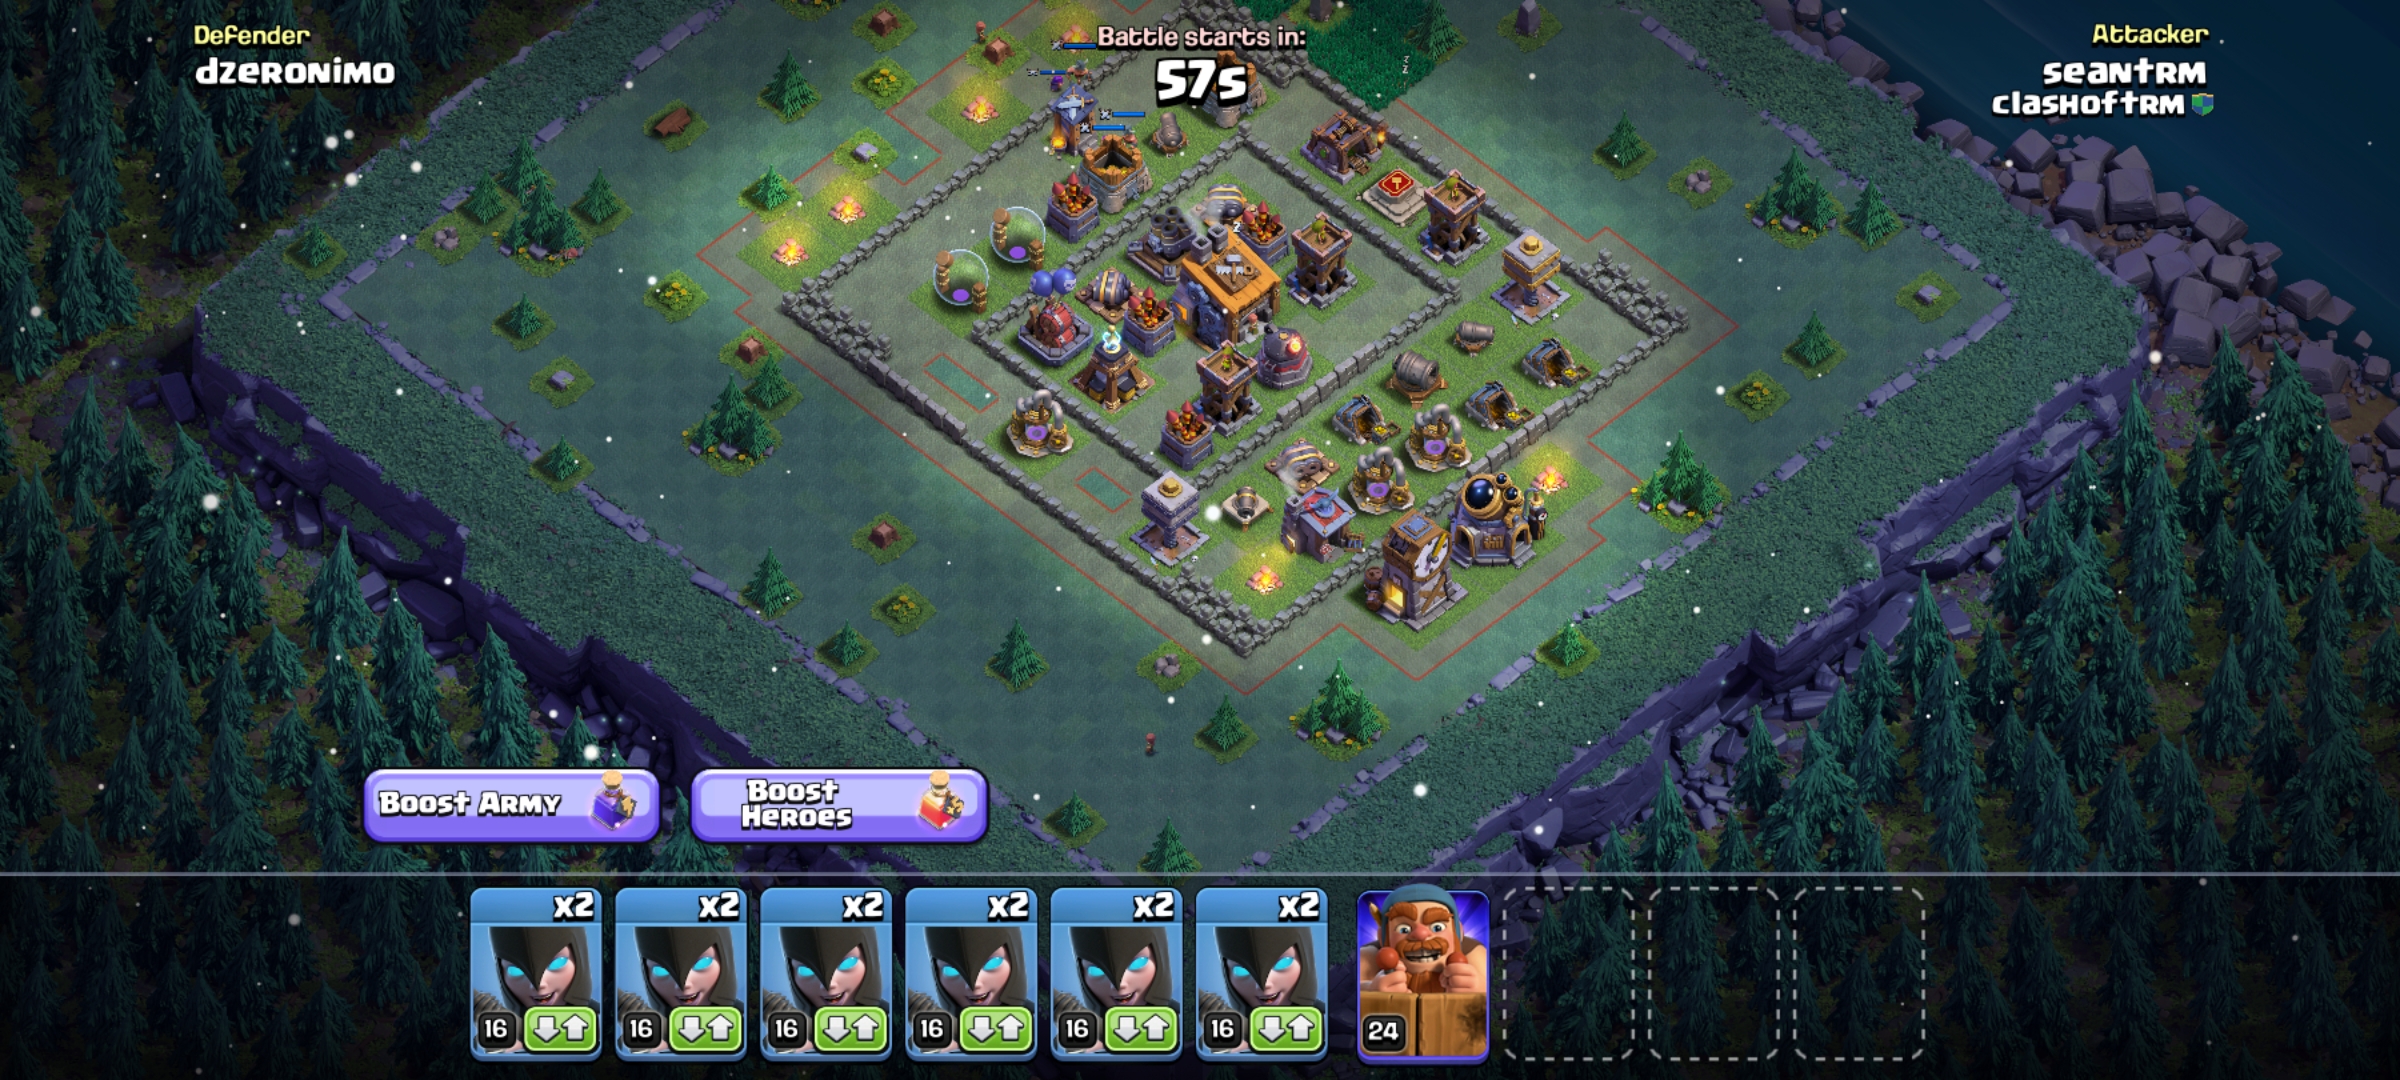 Defender
dzeronimo
Battle starts in:
57s
Attacker
seantRM
clashoftRM
Boost Army
Boost
Heroes
x2
x2
x2
x2
x2
x2
16
16
16
16
16
16
24